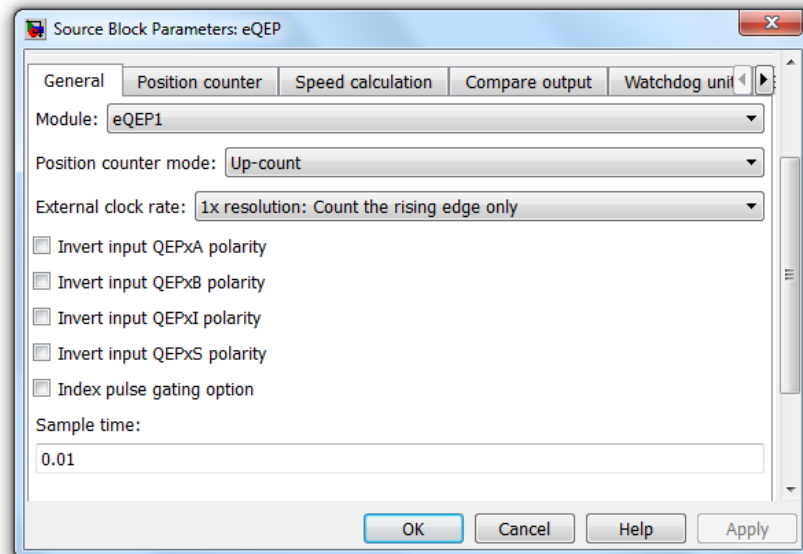 Source Block Parameters: eQEP
General Position counter Speed calculation Compare output Watchdog unit
Module: eQEP1
Position counter mode: Up-count
External clock rate: 1x resolution: Count the rising edge only
Invert input QEPxA polarity
Invert input QEPxB polarity
Invert input QEPxI polarity
Invert input QEPxS polarity
Index pulse gating option
Sample time:
0.01
OK Cancel Help Apply